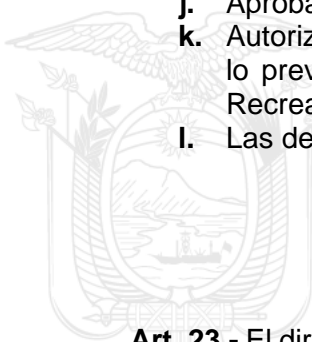 j. Aproba
k. Autoriz
lo prev
Recrea
l. Las de
Art. 23.- El dir